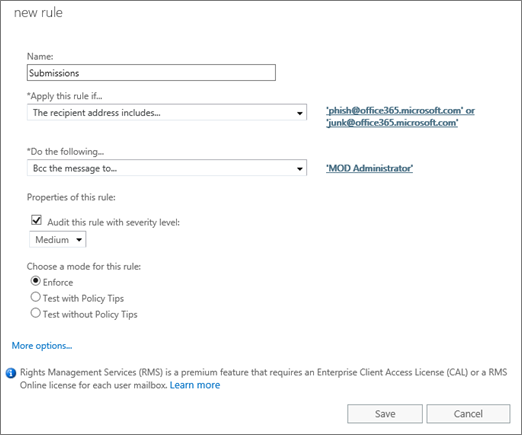 new rule
Name:
Submissions
*Apply this rule if...
The recipient address includes...
'phish@office365.microsoft.com' or
'junk@office365.microsoft.com'
*Do the following...
Bcc the message to...
'MOD Administrator'
Properties of this rule:
Audit this rule with severity level:
Medium
Choose a mode for this rule:
Enforce
Test with Policy Tips
Test without Policy Tips
More options...
Rights Management Services (RMS) is a premium feature that requires an Enterprise Client Access License (CAL) or a RMS
Online license for each user mailbox. Learn more
Save
Cancel